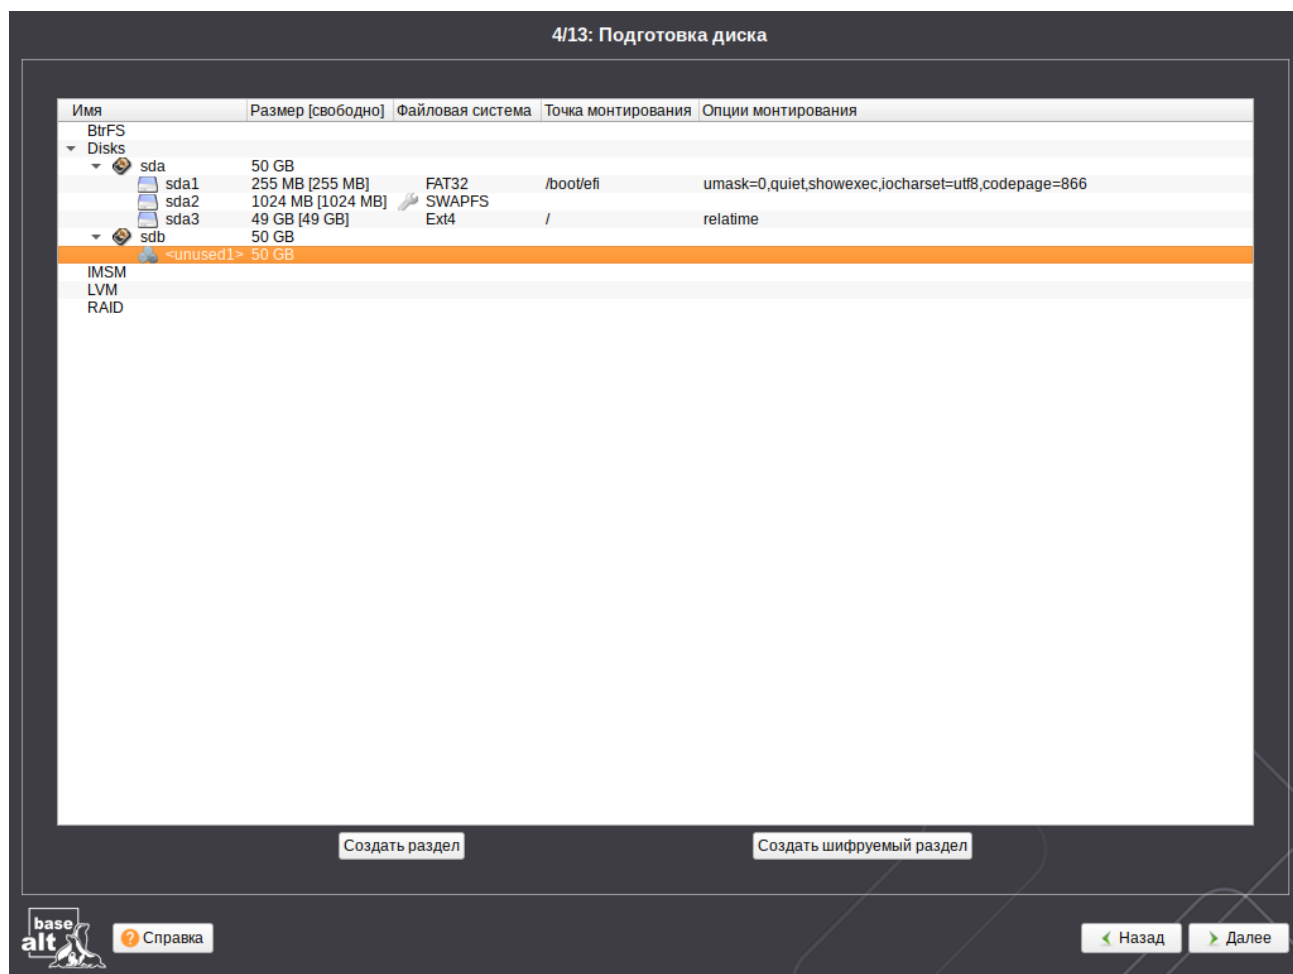 4/13: Подготовка диска
Имя Размер [свободно] Файловая система Точка монтирования Опции монтирования
BtrFS
Disks
sda 50 GB
sda1 255 MB [255 MB] FAT32 /boot/efi umask=0,quiet,showexec,iocharset=utf8,codepage=866
sda2 1024 MB [1024 MB] SWAPFS
sda3 49 GB [49 GB] Ext4 / relatime
sdb 50 GB
<unused1> 50 GB
IMSM
LVM
RAID
Создать раздел Создать шифруемый раздел
base
alt
Справка Назад Далее